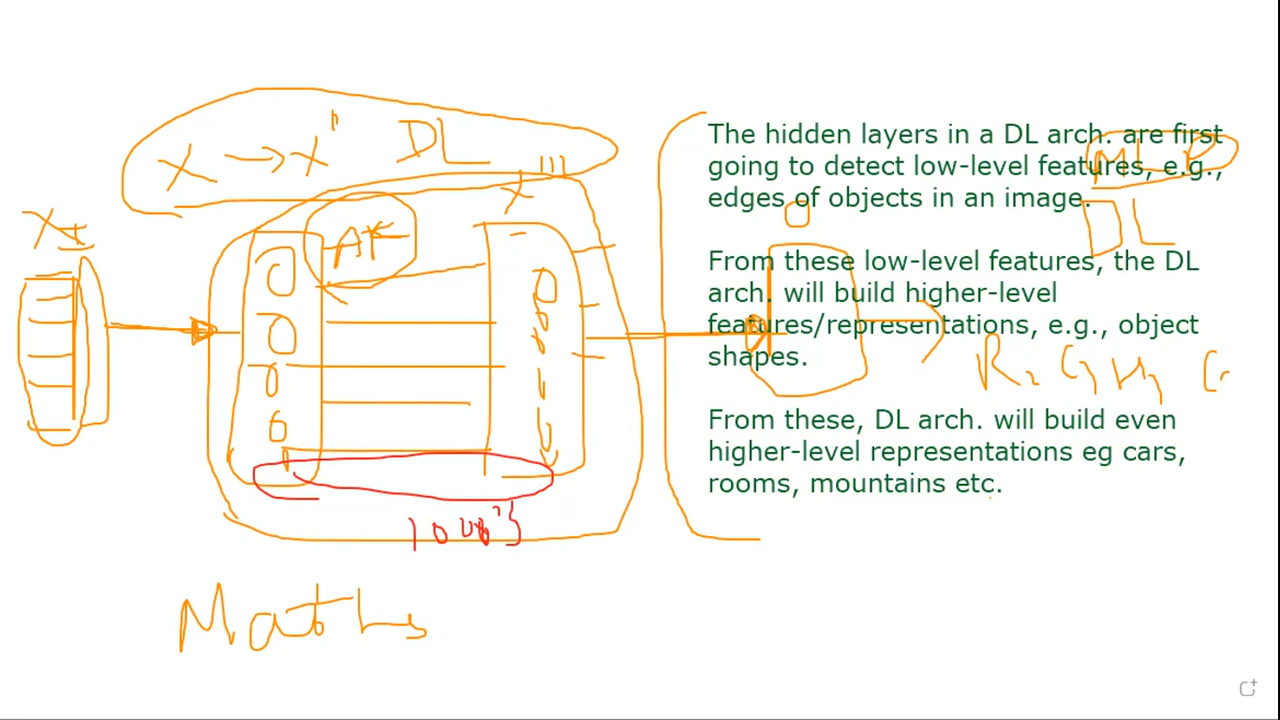 X → X" DL
X'''
X
AF
The hidden layers in a DL arch. are first
going to detect low-level features, e.g.,
edges of objects in an image.
MLP
DL
O
From these low-level features, the DL
arch. will build higher-level
features/representations, e.g., object
shapes.
From these, DL arch. will build even
higher-level representations eg cars,
rooms, mountains etc.
Maths